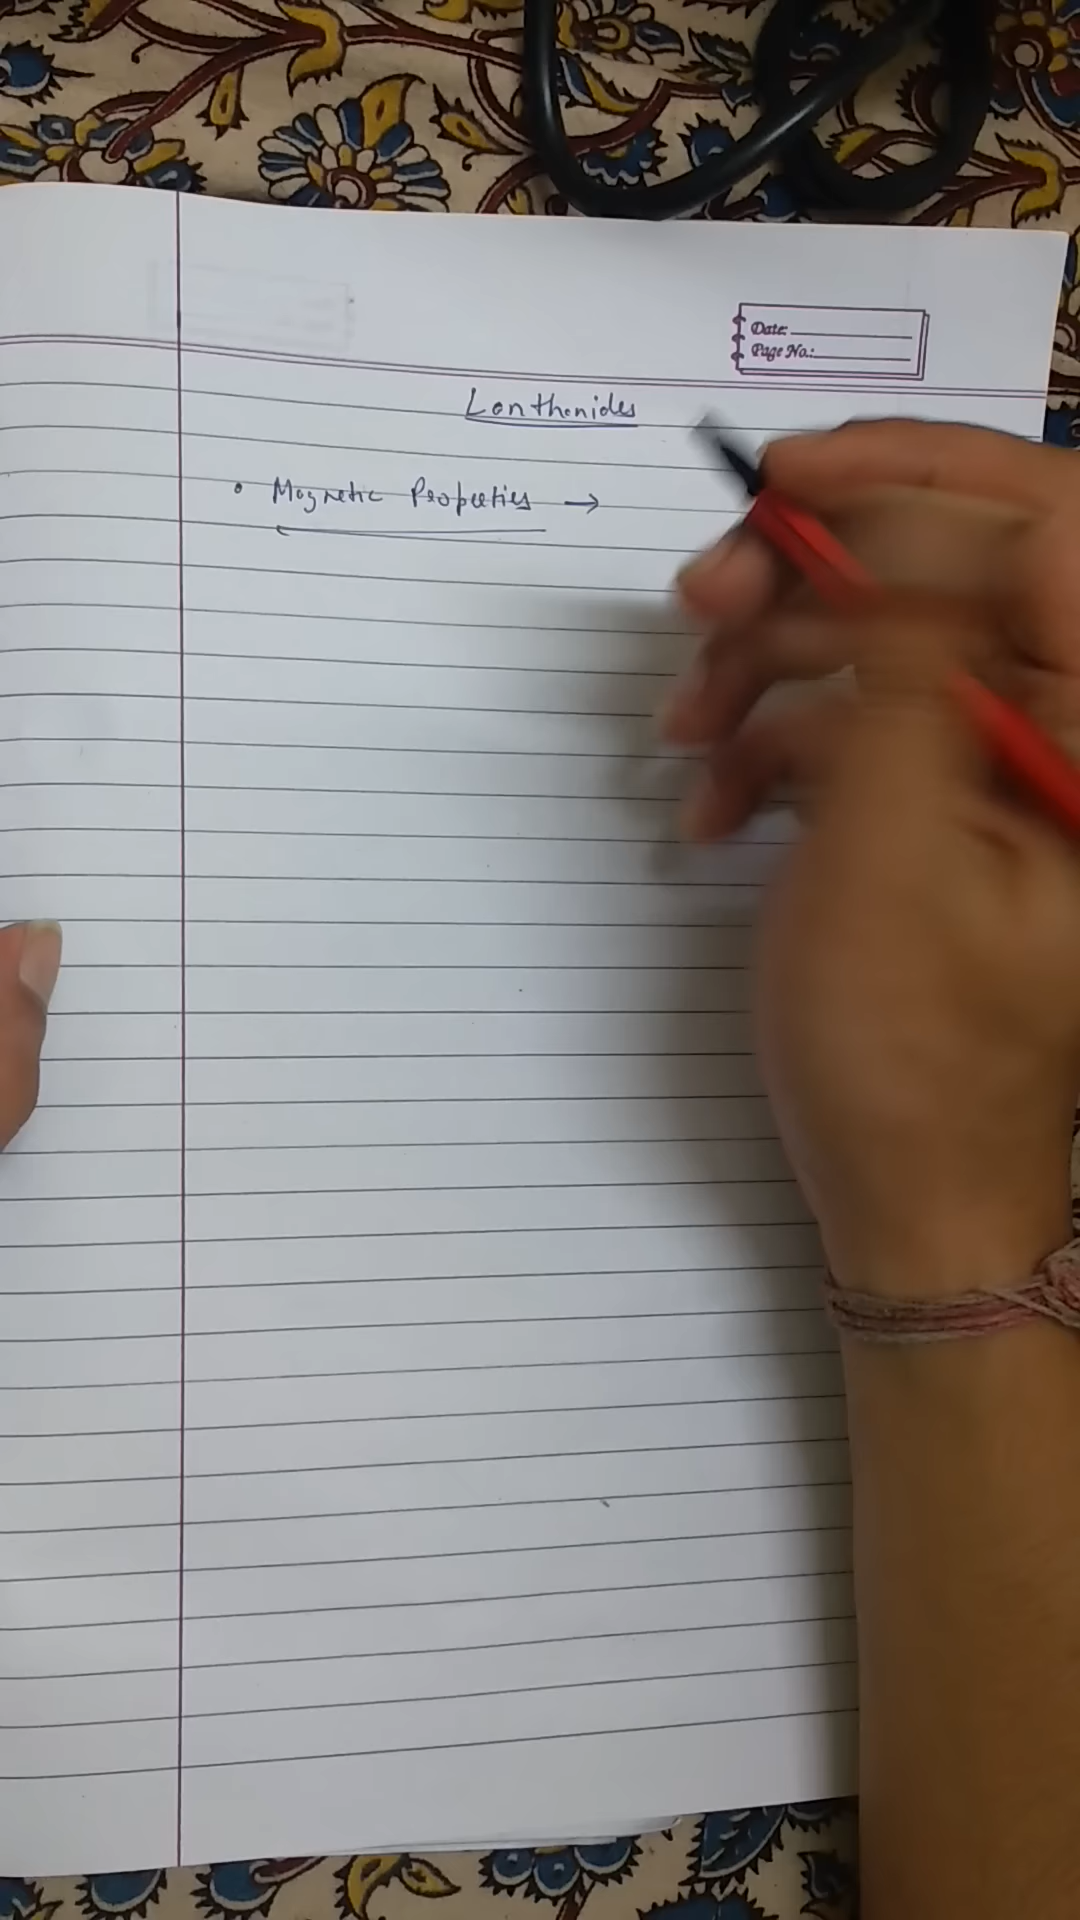 Date:
Page No.:
Lanthanides
• Magnetic Properties →